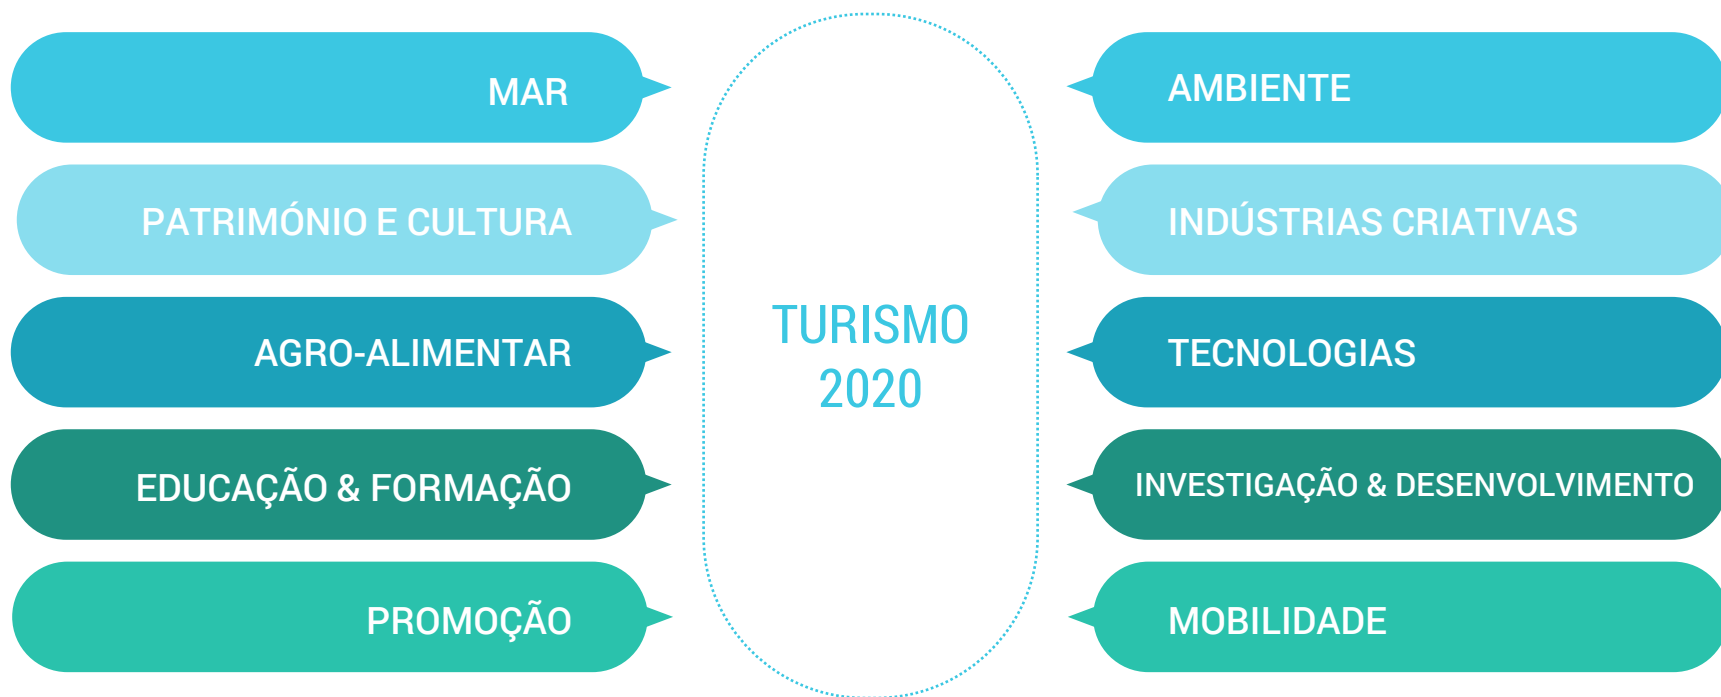 MAR
PATRIMÓNIO E CULTURA
AGRO-ALIMENTAR
EDUCAÇÃO & FORMAÇÃO
PROMOÇÃO
TURISMO
2020
AMBIENTE
INDÚSTRIAS CRIATIVAS
TECNOLOGIAS
INVESTIGAÇÃO & DESENVOLVIMENTO
MOBILIDADE